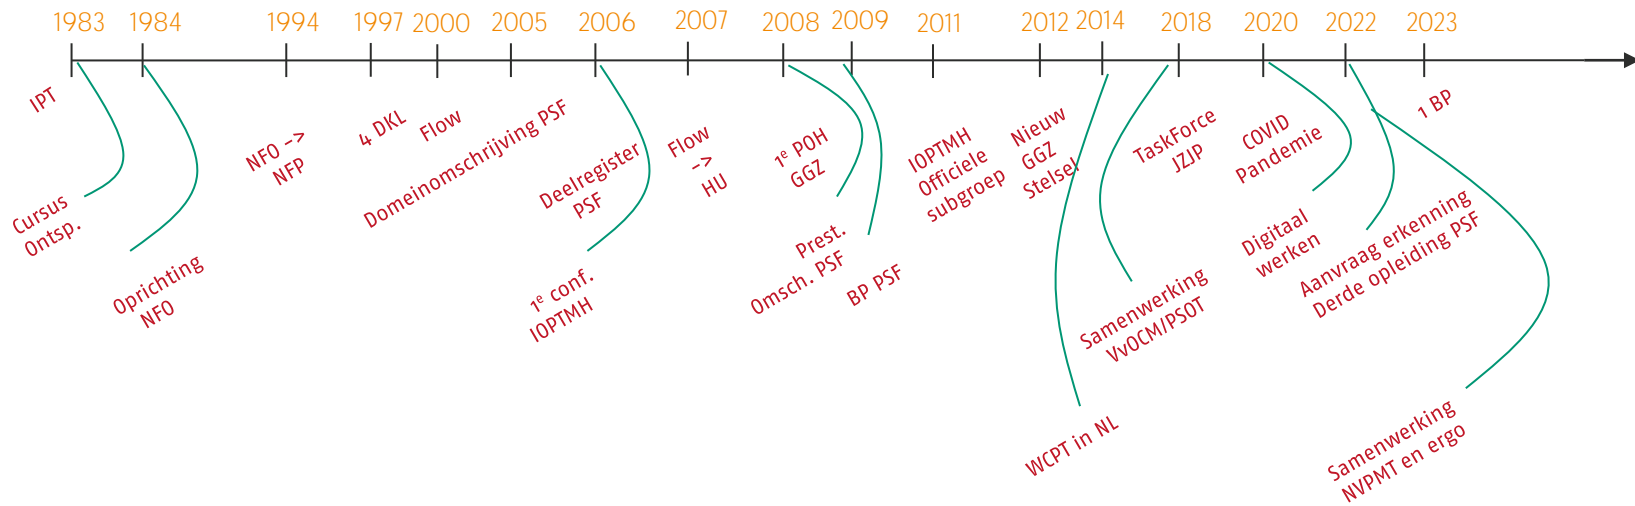 1983 1984 1994 1997 2000 2005 2006 2007 2008 2009 2011 2012 2014 2018 2020 2022 2023
IPT
Cursus
Ontsp.
Oprichting
NFO
NFO ->
NFP
4 DKL
Flow
Domeinomschrijving PSF
Deelregister
PSF
1e conf.
IOPTMH
Flow
->
HU
1e POH
GGZ
Prest.
Omsch. PSF
BP PSF
IOPTMH
Officiele
subgroep
Nieuw
GGZ
Stelsel
WCPT in NL
Samenwerking
VvOCM/PSOT
TaskForce
JZJP
COVID
Pandemie
Digitaal
werken
Aanvraag erkenning
Derde opleiding PSF
Samenwerking
NVPMT en ergo
1 BP